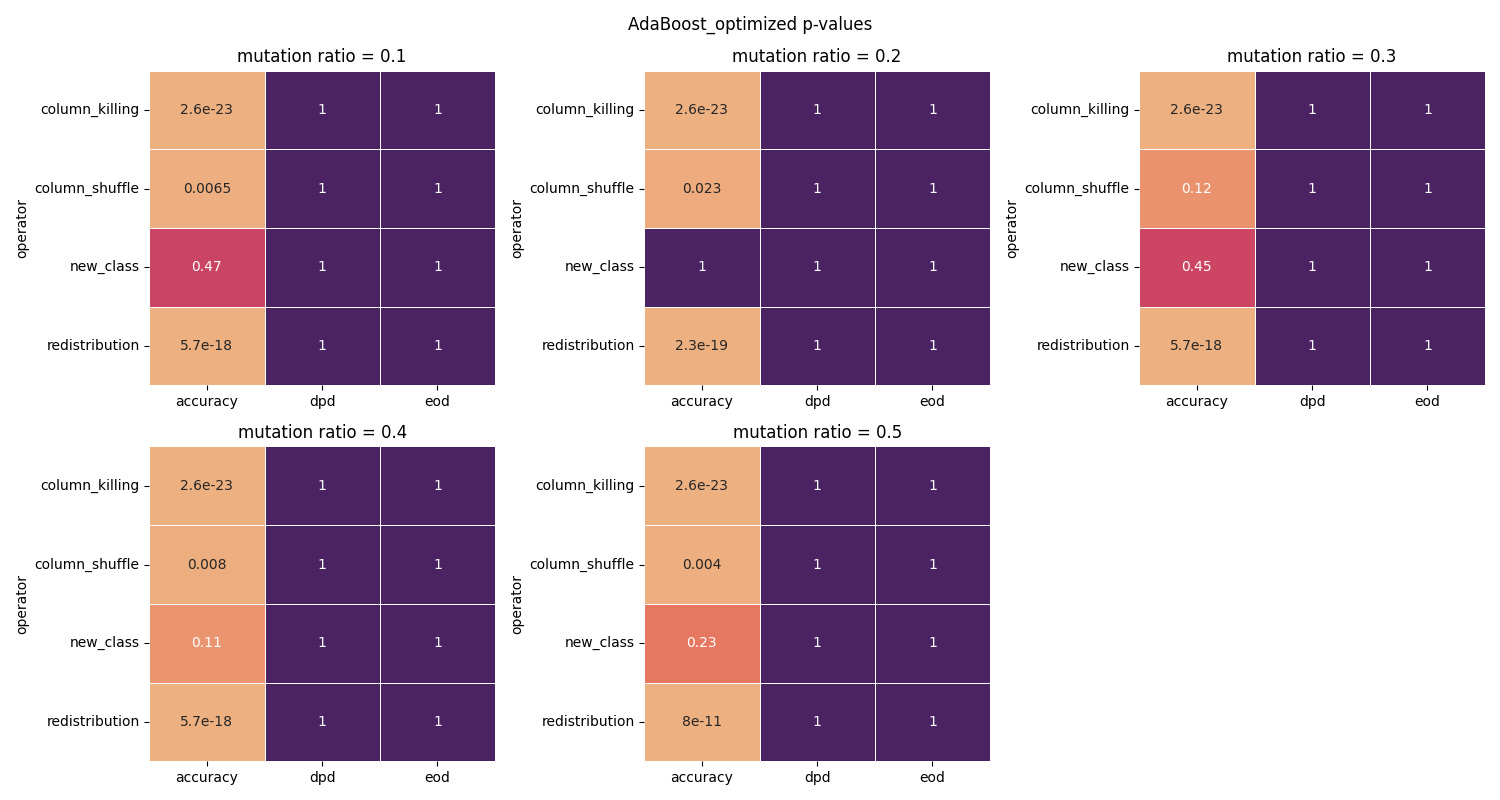 AdaBoost_optimized p-values
mutation ratio = 0.1
operator
column_killing 2.6e-23 1 1
column_shuffle 0.0065 1 1
new_class 0.47 1 1
redistribution 5.7e-18 1 1
accuracy dpd eod
mutation ratio = 0.2
operator
column_killing 2.6e-23 1 1
column_shuffle 0.023 1 1
new_class 1 1 1
redistribution 2.3e-19 1 1
accuracy dpd eod
mutation ratio = 0.3
operator
column_killing 2.6e-23 1 1
column_shuffle 0.12 1 1
new_class 0.45 1 1
redistribution 5.7e-18 1 1
accuracy dpd eod
mutation ratio = 0.4
operator
column_killing 2.6e-23 1 1
column_shuffle 0.008 1 1
new_class 0.11 1 1
redistribution 5.7e-18 1 1
accuracy dpd eod
mutation ratio = 0.5
operator
column_killing 2.6e-23 1 1
column_shuffle 0.004 1 1
new_class 0.23 1 1
redistribution 8e-11 1 1
accuracy dpd eod